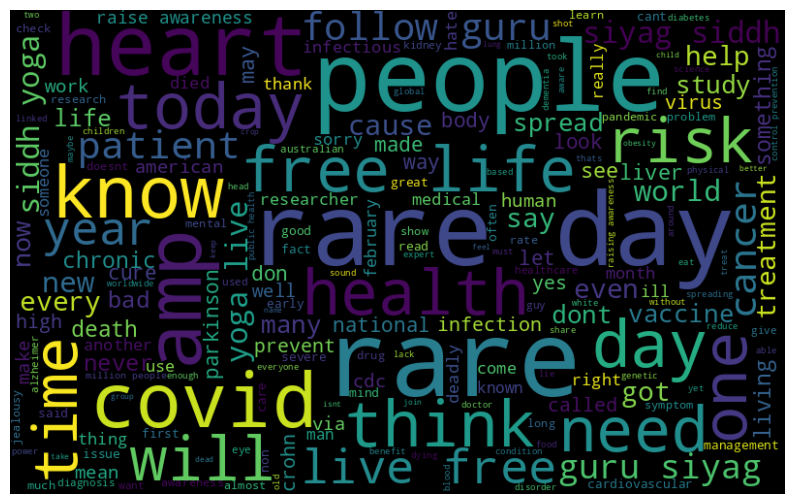 raise awareness
follow guru
hate
shot
learn
cant
diabetes
two
check
heart
infectious
people
kidney
million
lung
child
took
aware
siyag siddh
help
study
virus
something
science
work
research
today
may
died
thank
really
dementia
global
find
pandemic
problem
control prevention
linked
children
crop
life
siddh yoga
patient
cause
body
spread
look
risk
maybe
doesnt
american
sorry
made
australian
way
free life
great
based
thats
obesity
better
someone
know
head
researcher
medical
human
see
liver
world
physical
now
year
mental
public health
rare day
good
fact
show
read
expert
february
often
say
rate
feel
must
raising awareness
around
eat
treat
cancer
treatment
chronic
yoga live
keep
amp
used
cure
new
worldwide
don
health
sound
healthcare
let
month
yes
even
ill
every
bad
parkinson
well
early
name
guy
white
without
spreading
high
death
many
national
infection
dont
vaccine
share
reduce
give
never
another
prevent
severe
drug
lack
rare
come
day
one
living
able
make
alzheimer
use
million people
enough
everyone
cdc
deadly
mind
known
lie
right
genetic
yet
time
covid
care
via
think
need
got
called
symptom
jealousy
said
group
isnt
join
doctor
long
food
management
thing
first
man
power
issue
take
will
eye
non
crohn
live free
benefit
dying
condition
guru siyag
mean
much
diagnosis
want
awareness
almost
dead
old
blood
disorder
cardiovascular